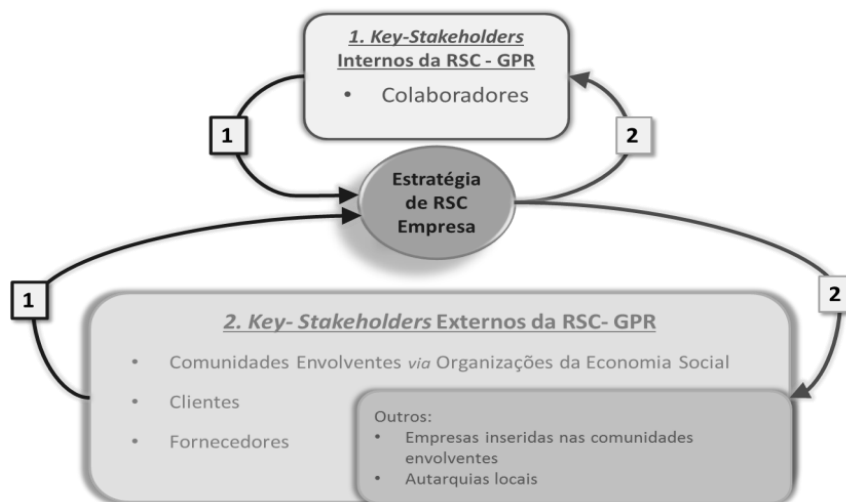 1. Key-Stakeholders
Internos da RSC - GPR
• Colaboradores
1
2
Estratégia
de RSC
Empresa
1
2
2. Key- Stakeholders Externos da RSC- GPR
• Comunidades Envolventes via Organizações da Economia Social
• Clientes
• Fornecedores
Outros:
• Empresas inseridas nas comunidades
envolventes
• Autarquias locais